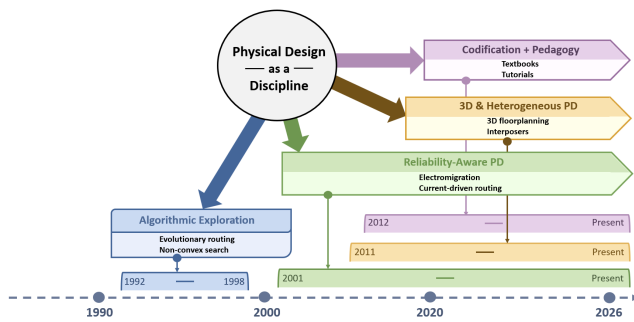 Physical Design
as a
Discipline
Codification + Pedagogy
Textbooks
Tutorials
3D & Heterogeneous PD
3D floorplanning
Interposers
Reliability-Aware PD
Electromigration
Current-driven routing
Algorithmic Exploration
Evolutionary routing
Non-convex search
2012 — Present
2011 — Present
1992 — 1998
2001 — Present
1990
2000
2020
2026